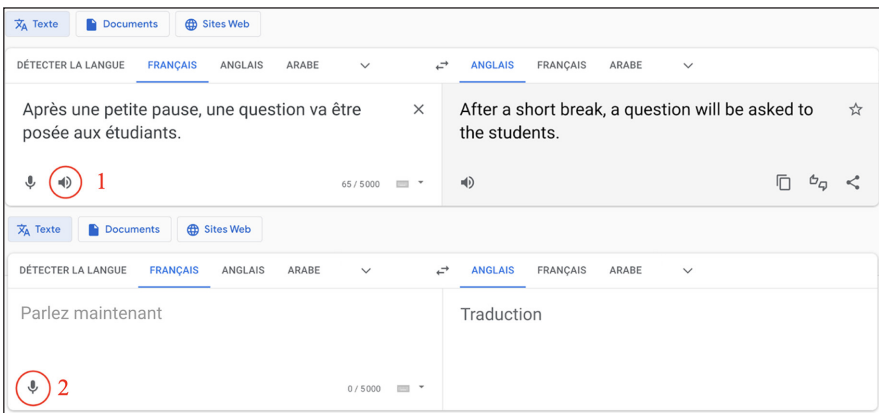 Texte Documents Sites Web
DÉTECTER LA LANGUE FRANÇAIS ANGLAIS ARABE ANGLAIS FRANÇAIS ARABE
Après une petite pause, une question va être
posée aux étudiants.
After a short break, a question will be asked to
the students.
1
65 / 5000
Texte Documents Sites Web
DÉTECTER LA LANGUE FRANÇAIS ANGLAIS ARABE ANGLAIS FRANÇAIS ARABE
Parlez maintenant
Traduction
2
0 / 5000